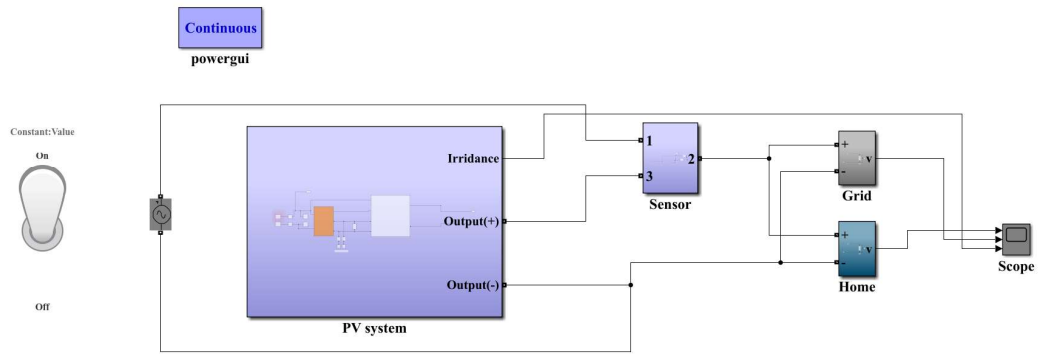 Continuous
powergui
Constant:Value
On
Off
Irridance
Output(+)
Output(-)
PV system
1
2
3
Sensor
+
v
-
Grid
+
v
-
Home
Scope